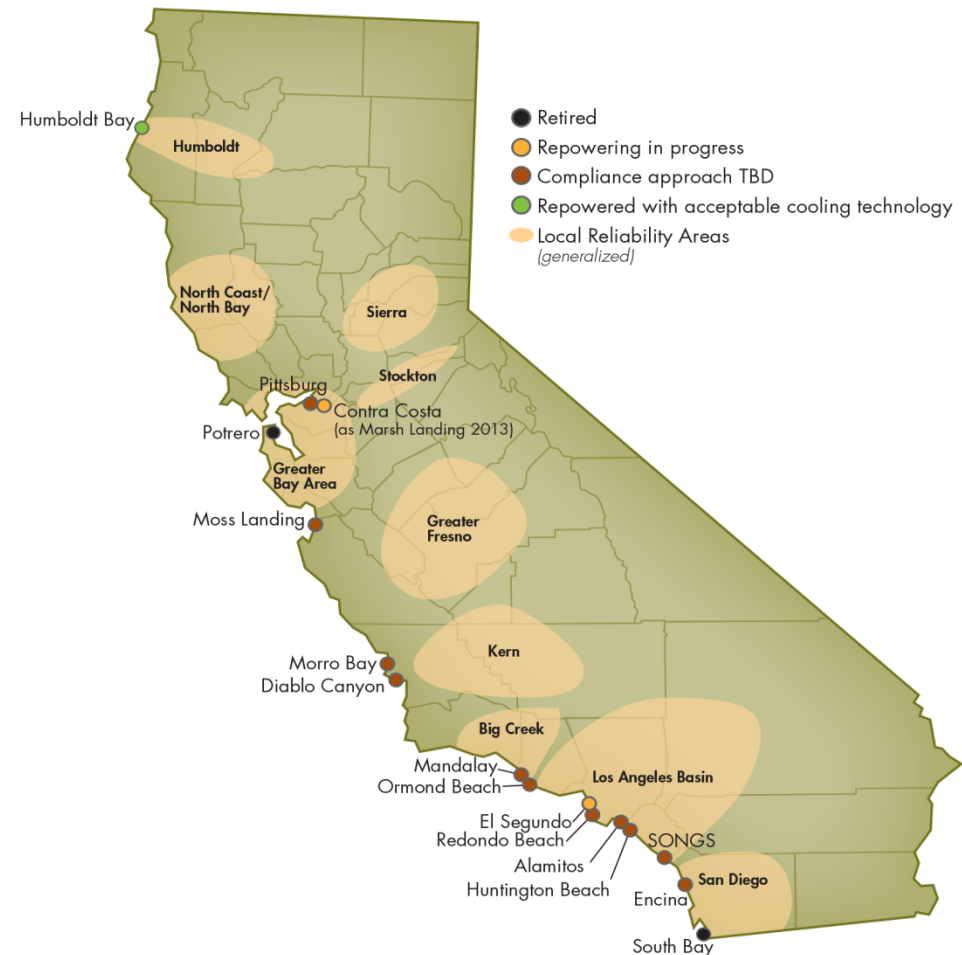 Humboldt Bay
Humboldt
Retired
Repowering in progress
Compliance approach TBD
Repowered with acceptable cooling technology
Local Reliability Areas
(generalized)
North Coast/
North Bay
Sierra
Stockton
Pittsburg
Contra Costa
(as Marsh Landing 2013)
Potrero
Greater
Bay Area
Moss Landing
Greater
Fresno
Kern
Morro Bay
Diablo Canyon
Big Creek
Mandalay
Ormond Beach
Los Angeles Basin
El Segundo
Redondo Beach
Alamitos
Huntington Beach
SONGS
San Diego
Encina
South Bay